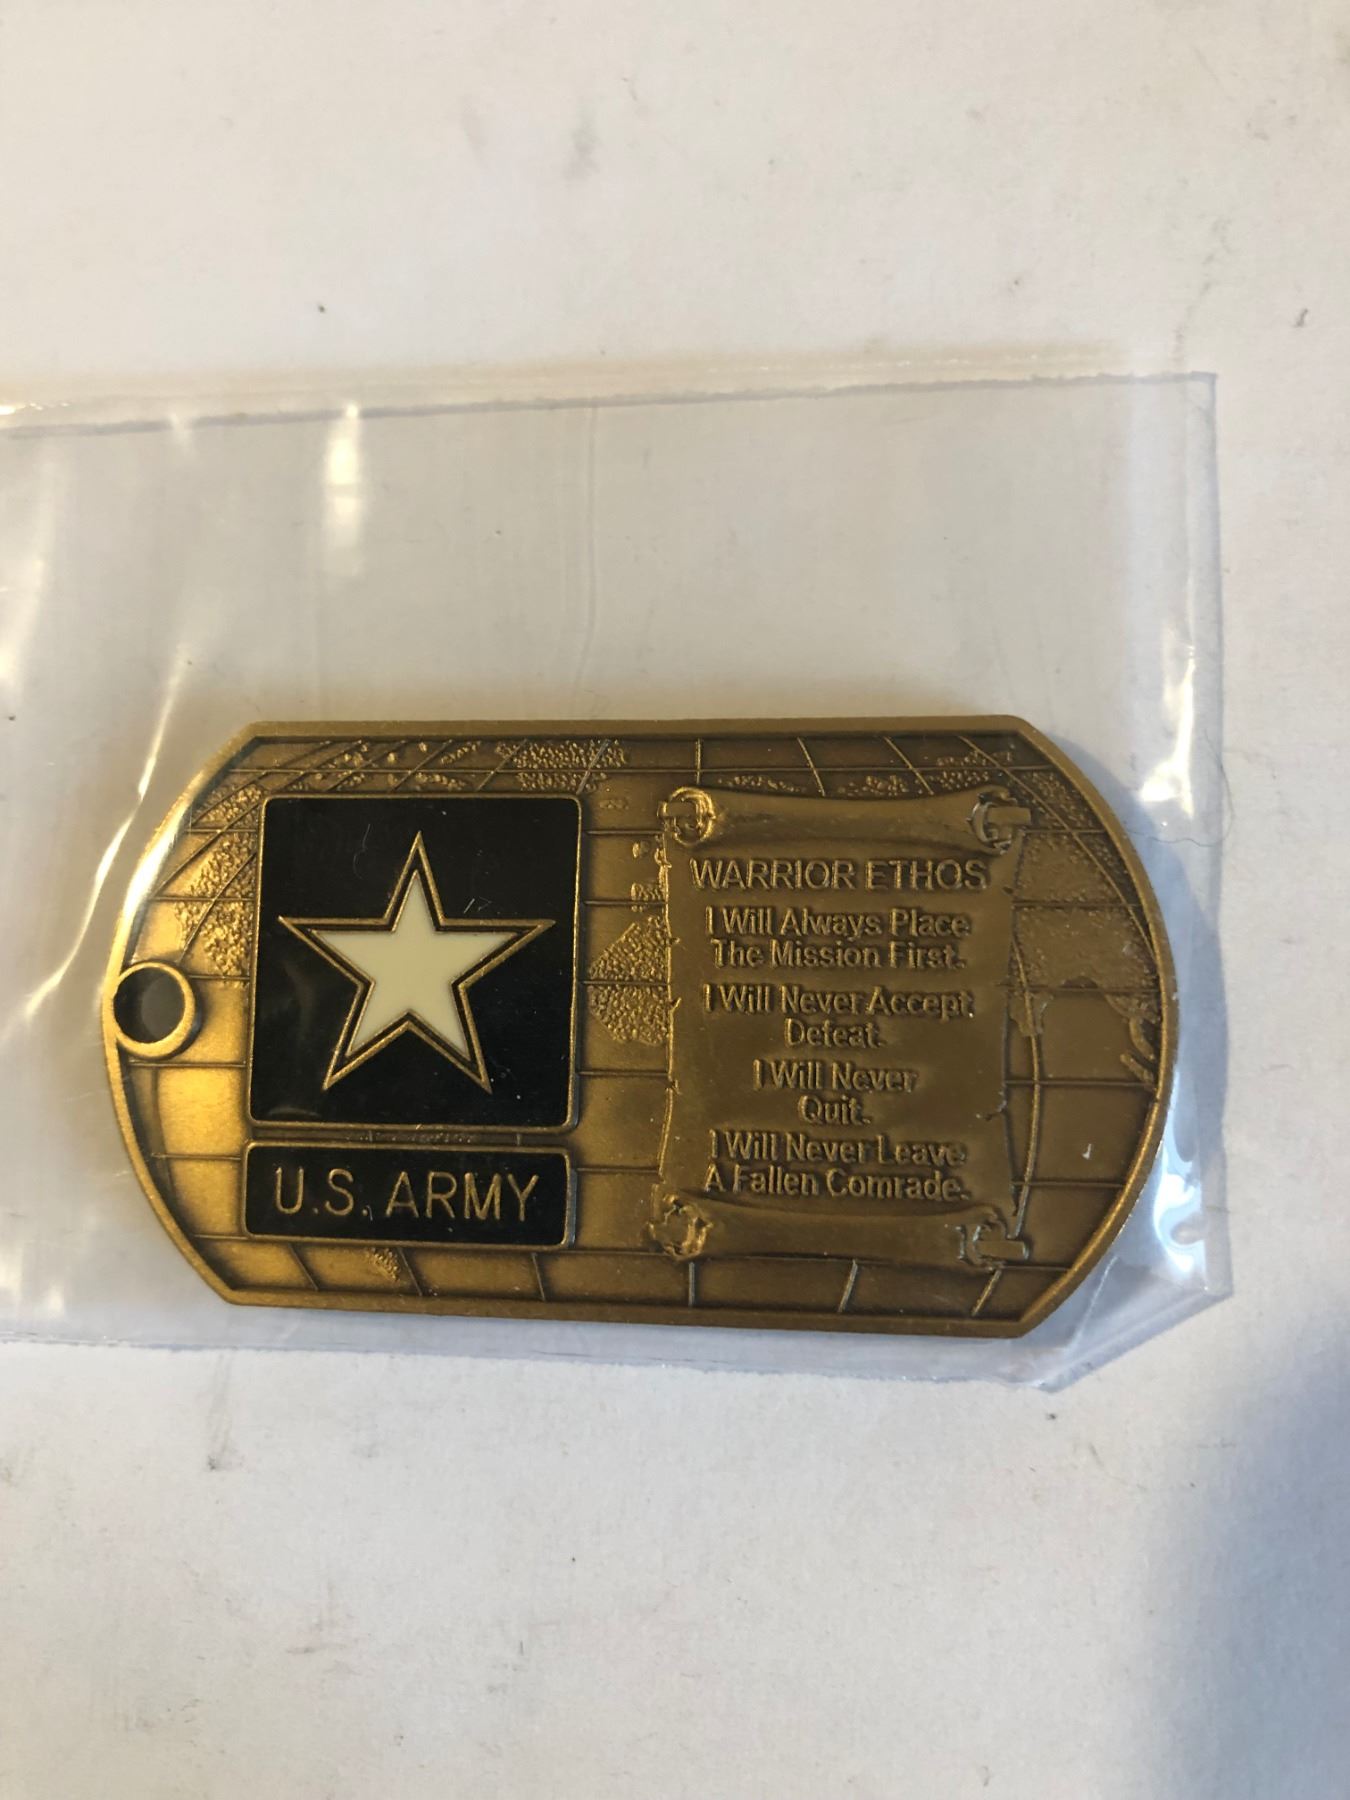 U.S. ARMY
WARRIOR ETHOS
I Will Always Place
The Mission First.
I Will Never Accept
Defeat.
I Will Never
Quit.
I Will Never Leave
A Fallen Comrade.